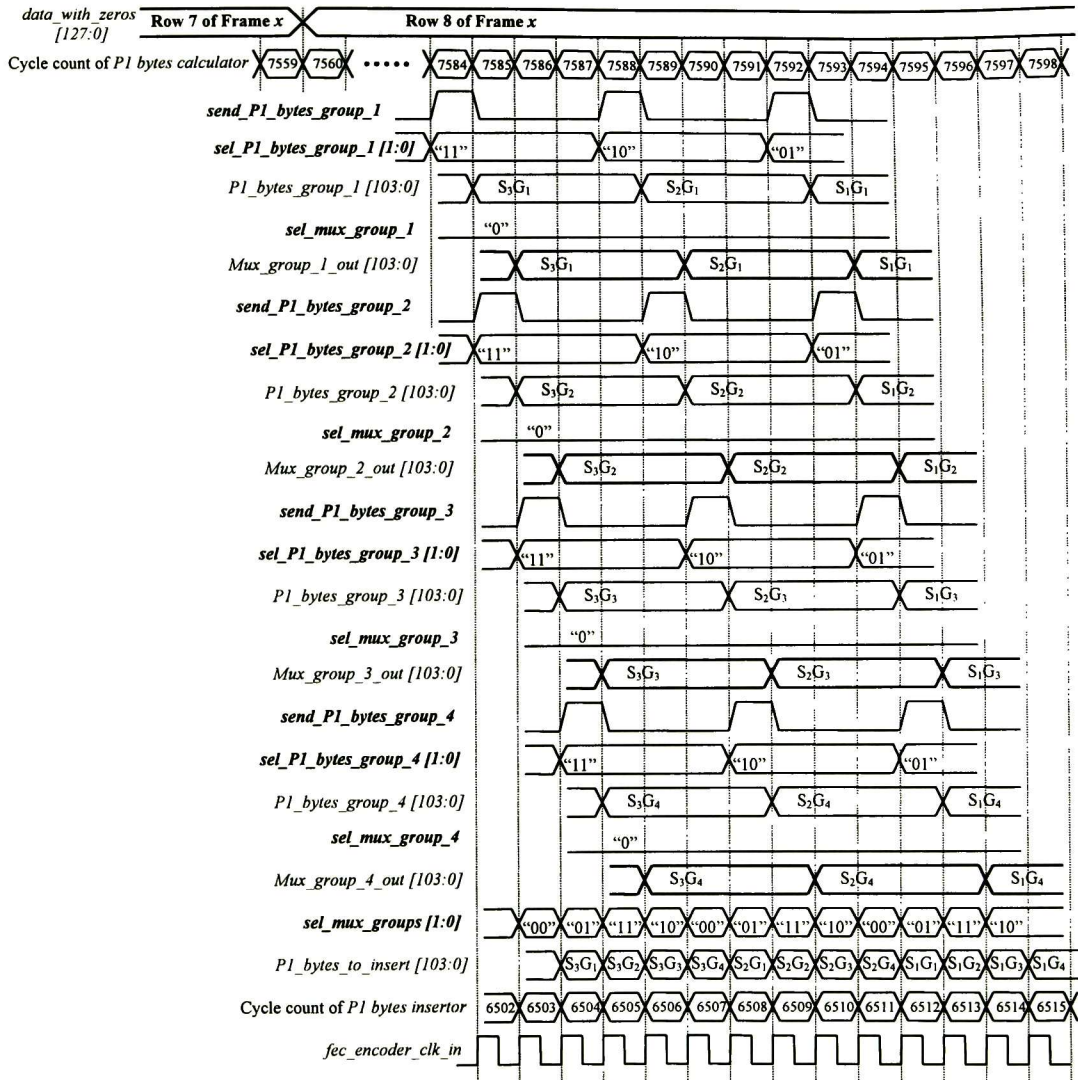 data_with_zeros [127:0] Row 7 of Frame x Row 8 of Frame x
Cycle count of P1 bytes calculator 7559 7560 ••••• 7584 7585 7586 7587 7588 7589 7590 7591 7592 7593 7594 7595 7596 7597 7598
send_P1_bytes_group_1
sel_P1_bytes_group_1 [1:0] “11” “10” “01”
P1_bytes_group_1 [103:0] S₃G₁ S₂G₁ S₁G₁
sel_mux_group_1 “0”
Mux_group_1_out [103:0] S₃G₁ S₂G₁ S₁G₁
send_P1_bytes_group_2
sel_P1_bytes_group_2 [1:0] “11” “10” “01”
P1_bytes_group_2 [103:0] S₃G₂ S₂G₂ S₁G₂
sel_mux_group_2 “0”
Mux_group_2_out [103:0] S₃G₂ S₂G₂ S₁G₂
send_P1_bytes_group_3
sel_P1_bytes_group_3 [1:0] “11” “10” “01”
P1_bytes_group_3 [103:0] S₃G₃ S₂G₃ S₁G₃
sel_mux_group_3 “0”
Mux_group_3_out [103:0] S₃G₃ S₂G₃ S₁G₃
send_P1_bytes_group_4
sel_P1_bytes_group_4 [1:0] “11” “10” “01”
P1_bytes_group_4 [103:0] S₃G₄ S₂G₄ S₁G₄
sel_mux_group_4 “0”
Mux_group_4_out [103:0] S₃G₄ S₂G₄ S₁G₄
sel_mux_groups [1:0] “00” “01” “11” “10” “00” “01” “11” “10” “00” “01” “11” “10”
P1_bytes_to_insert [103:0] S₃G₁ S₃G₂ S₃G₃ S₃G₄ S₂G₁ S₂G₂ S₂G₃ S₂G₄ S₁G₁ S₁G₂ S₁G₃ S₁G₄
Cycle count of P1 bytes insertor 6502 6503 6504 6505 6506 6507 6508 6509 6510 6511 6512 6513 6514 6515
fec_encoder_clk_in